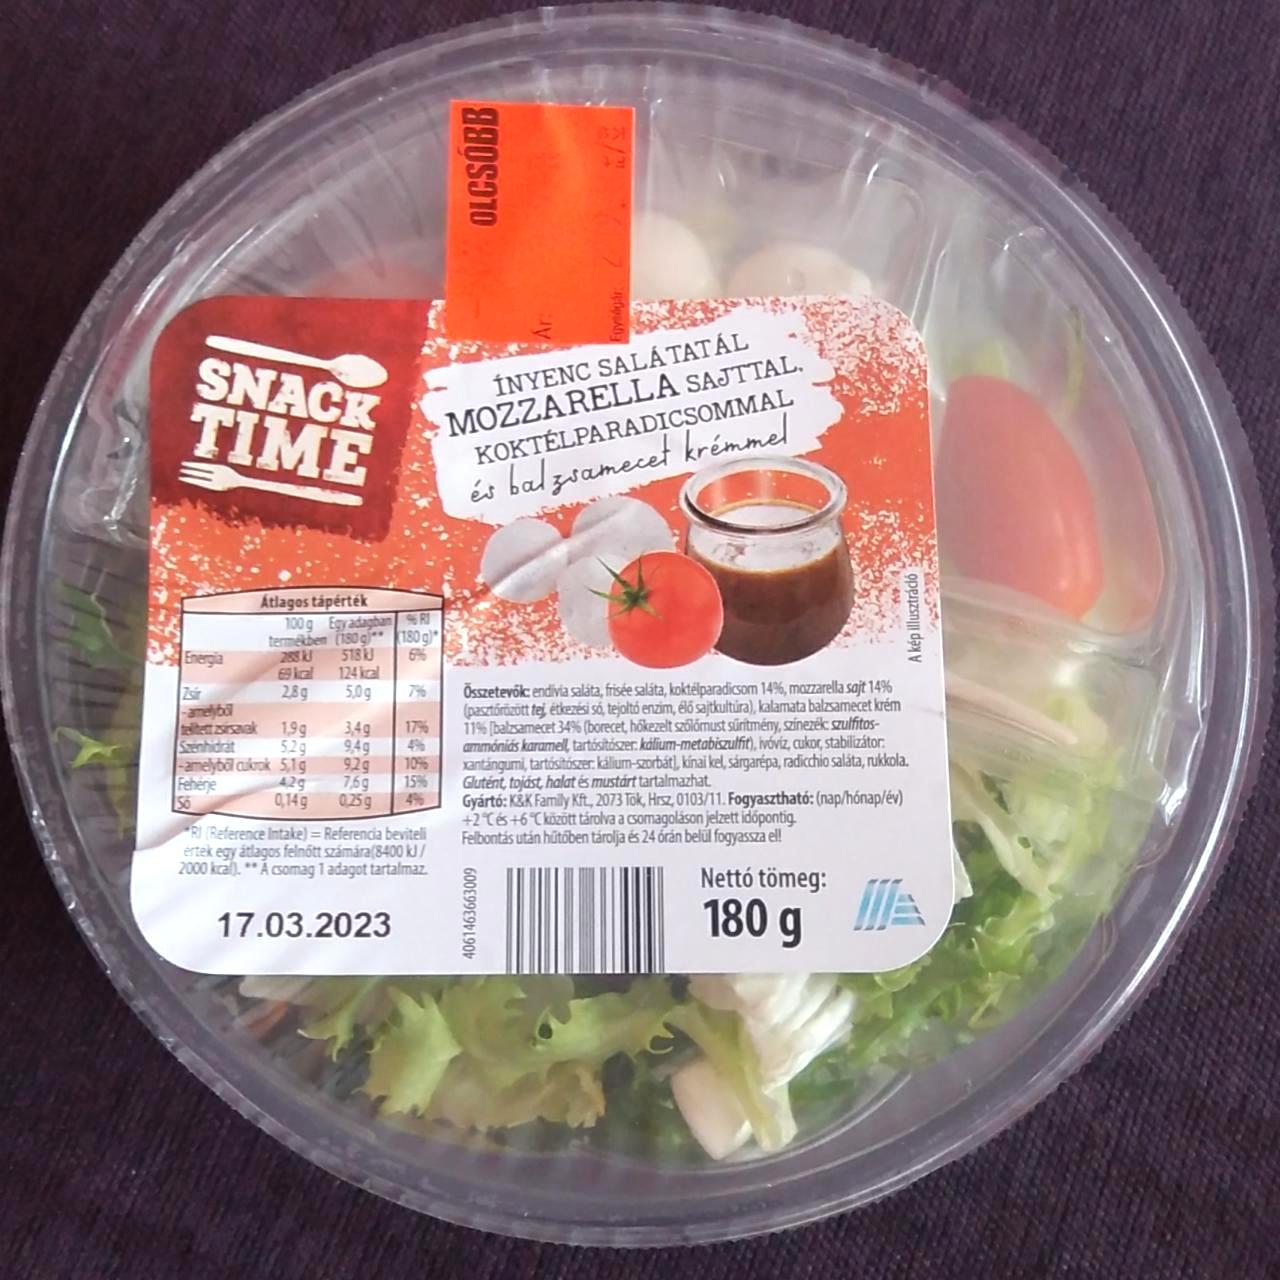 OLCSÓBB
Ár:
Egységár:
SNACK
TIME
ÍNYENC SALÁTATÁL
MOZZARELLA SAJTTAL,
KOKTÉLPARADICSOMMAL
és balzsamecet krémmel
A kép illusztráció
Átlagos tápérték
100 g Egy adagban % RI
termékben (180 g)** (180 g)*
Energia 288 kJ 518 kJ 6%
69 kcal 124 kcal
Zsír 2,8 g 5,0 g 7%
-amelyből
telített zsírsavak 1,9 g 3,4 g 17%
Szénhidrát 5,2 g 9,4 g 4%
-amelyből cukrok 5,1 g 9,2 g 10%
Fehérje 4,2 g 7,6 g 15%
Só 0,14 g 0,25 g 4%
*RI (Reference Intake) = Referencia beviteli
érték egy átlagos felnőtt számára(8400 kJ /
2000 kcal). ** A csomag 1 adagot tartalmaz.
17.03.2023
Összetevők: endívia saláta, frisée saláta, koktélparadicsom 14%, mozzarella sajt 14%
(pasztőrözött tej, étkezési só, tejoltó enzim, élő sajtkultúra), kalamata balzsamecet krém
11% [balzsamecet 34% (borecet, hőkezelt szőlőmust sűrítmény, színezék: szulfitos-
ammóniás karamell, tartósítószer: kálium-metabiszulfit), ivóvíz, cukor, stabilizátor:
xantángumi, tartósítószer: kálium-szorbát], kínai kel, sárgarépa, radicchio saláta, rukkola.
Glutént, tojást, halat és mustárt tartalmazhat.
Gyártó: K&K Family Kft., 2073 Tök, Hrsz, 0103/11. Fogyasztható: (nap/hónap/év)
+2 °C és +6 °C között tárolva a csomagoláson jelzett időpontig.
Felbontás után hűtőben tárolja és 24 órán belül fogyassza el!
4061463663009
Nettó tömeg:
180 g